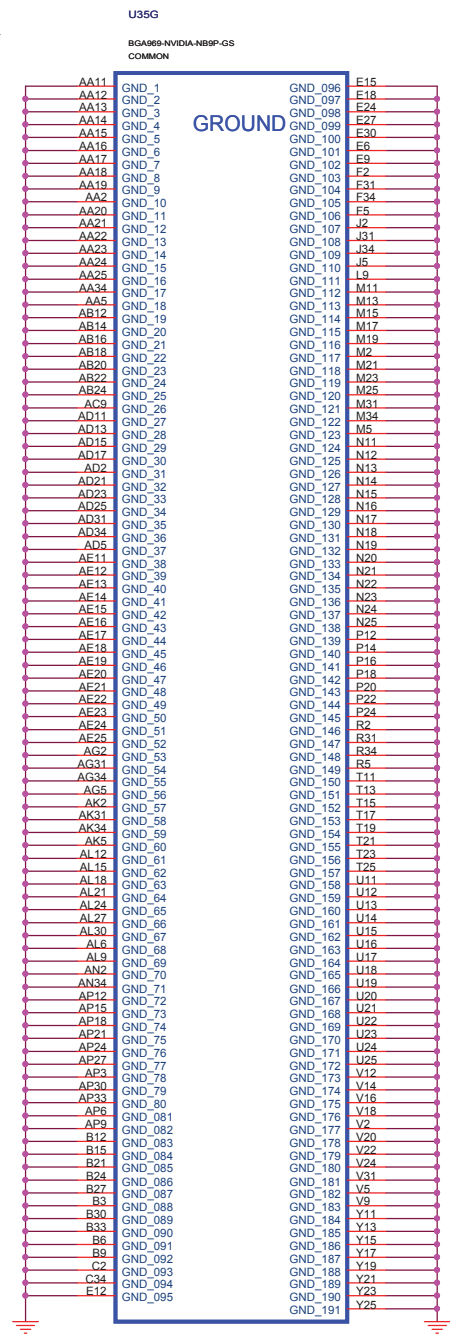 U35G
BGA969-NVIDIA-NB9P-GS
COMMON
GROUND
AA11 GND_1
AA12 GND_2
AA13 GND_3
AA14 GND_4
AA15 GND_5
AA16 GND_6
AA17 GND_7
AA18 GND_8
AA19 GND_9
AA2 GND_10
AA20 GND_11
AA21 GND_12
AA22 GND_13
AA23 GND_14
AA24 GND_15
AA25 GND_16
AA34 GND_17
AA5 GND_18
AB12 GND_19
AB14 GND_20
AB16 GND_21
AB18 GND_22
AB20 GND_23
AB22 GND_24
AB24 GND_25
AC9 GND_26
AD11 GND_27
AD13 GND_28
AD15 GND_29
AD17 GND_30
AD2 GND_31
AD21 GND_32
AD23 GND_33
AD25 GND_34
AD31 GND_35
AD34 GND_36
AD5 GND_37
AE11 GND_38
AE12 GND_39
AE13 GND_40
AE14 GND_41
AE15 GND_42
AE16 GND_43
AE17 GND_44
AE18 GND_45
AE19 GND_46
AE20 GND_47
AE21 GND_48
AE22 GND_49
AE23 GND_50
AE24 GND_51
AE25 GND_52
AG2 GND_53
AG31 GND_54
AG34 GND_55
AG5 GND_56
AK2 GND_57
AK31 GND_58
AK34 GND_59
AK5 GND_60
AL12 GND_61
AL15 GND_62
AL18 GND_63
AL21 GND_64
AL24 GND_65
AL27 GND_66
AL30 GND_67
AL6 GND_68
AL9 GND_69
AN2 GND_70
AN34 GND_71
AP12 GND_72
AP15 GND_73
AP18 GND_74
AP21 GND_75
AP24 GND_76
AP27 GND_77
AP3 GND_78
AP30 GND_79
AP33 GND_80
AP6 GND_081
AP9 GND_082
B12 GND_083
B15 GND_084
B21 GND_085
B24 GND_086
B27 GND_087
B3 GND_088
B30 GND_089
B33 GND_090
B6 GND_091
B9 GND_092
C2 GND_093
C34 GND_094
E12 GND_095
GND_096 E15
GND_097 E18
GND_098 E24
GND_099 E27
GND_100 E30
GND_101 E6
GND_102 E9
GND_103 F2
GND_104 F31
GND_105 F34
GND_106 F5
GND_107 J2
GND_108 J31
GND_109 J34
GND_110 J5
GND_111 L9
GND_112 M11
GND_113 M13
GND_114 M15
GND_115 M17
GND_116 M19
GND_117 M2
GND_118 M21
GND_119 M23
GND_120 M25
GND_121 M31
GND_122 M34
GND_123 M5
GND_124 N11
GND_125 N12
GND_126 N13
GND_127 N14
GND_128 N15
GND_129 N16
GND_130 N17
GND_131 N18
GND_132 N19
GND_133 N20
GND_134 N21
GND_135 N22
GND_136 N23
GND_137 N24
GND_138 N25
GND_139 P12
GND_140 P14
GND_141 P16
GND_142 P18
GND_143 P20
GND_144 P22
GND_145 P24
GND_146 R2
GND_147 R31
GND_148 R34
GND_149 R5
GND_150 T11
GND_151 T13
GND_152 T15
GND_153 T17
GND_154 T19
GND_155 T21
GND_156 T23
GND_157 T25
GND_158 U11
GND_159 U12
GND_160 U13
GND_161 U14
GND_162 U15
GND_163 U16
GND_164 U17
GND_165 U18
GND_166 U19
GND_167 U20
GND_168 U21
GND_169 U22
GND_170 U23
GND_171 U24
GND_172 U25
GND_173 V12
GND_174 V14
GND_175 V16
GND_176 V18
GND_177 V2
GND_178 V20
GND_179 V22
GND_180 V24
GND_181 V31
GND_182 V5
GND_183 V9
GND_184 Y11
GND_185 Y13
GND_186 Y15
GND_187 Y17
GND_188 Y19
GND_189 Y21
GND_190 Y23
GND_191 Y25